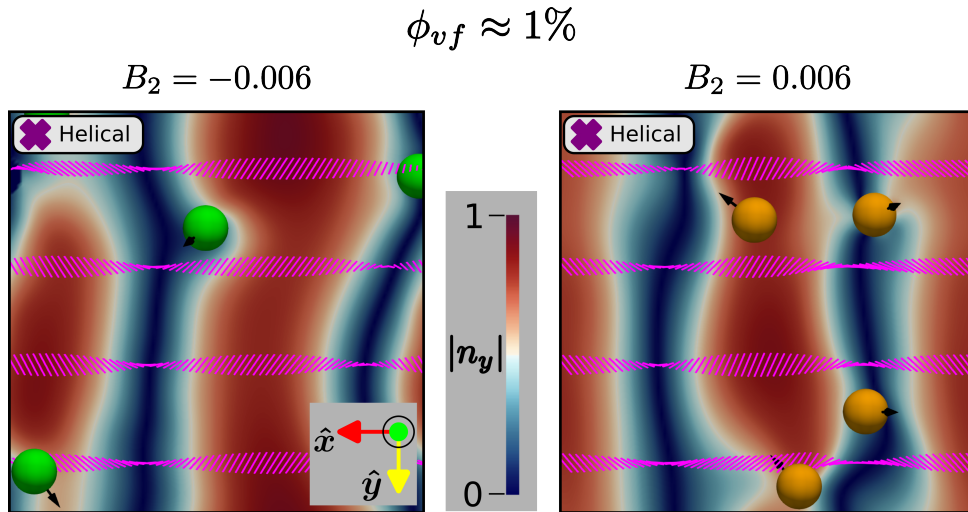 ϕ_vf ≈ 1%
B₂ = −0.006
B₂ = 0.006
Helical
Helical
1
|n_y|
0
x̂
ŷ